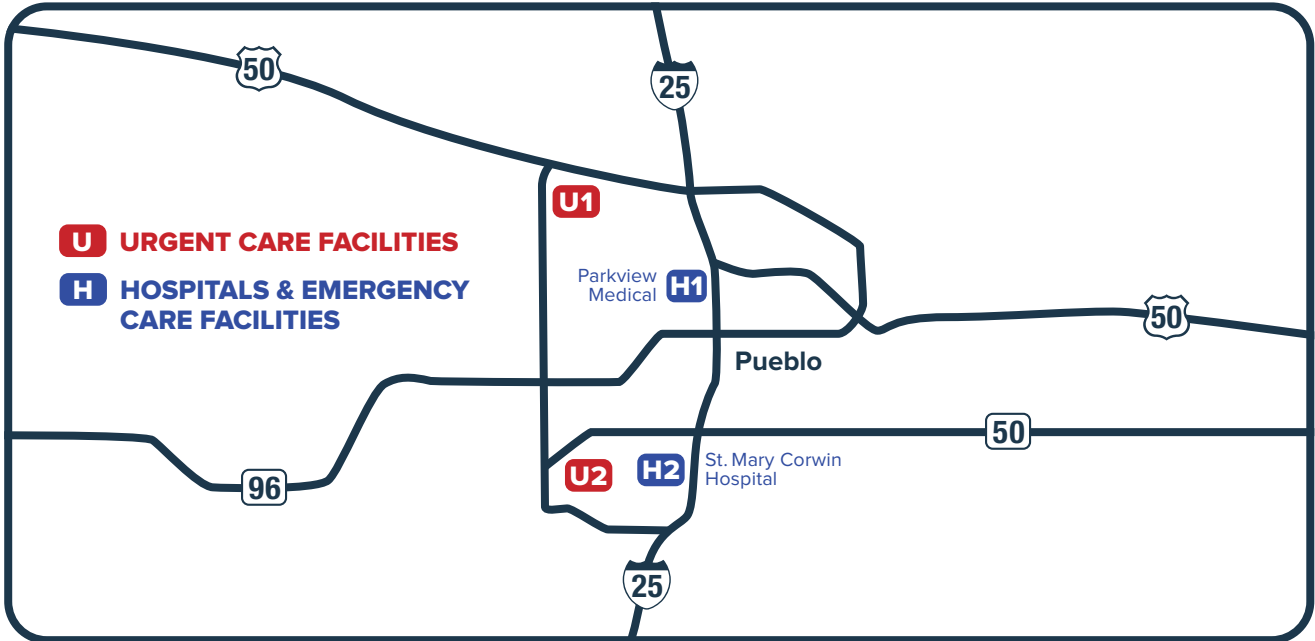 50
25
U1
U URGENT CARE FACILITIES
H HOSPITALS & EMERGENCY
CARE FACILITIES
Parkview
Medical
H1
50
Pueblo
50
St. Mary Corwin
Hospital
H2
U2
96
25